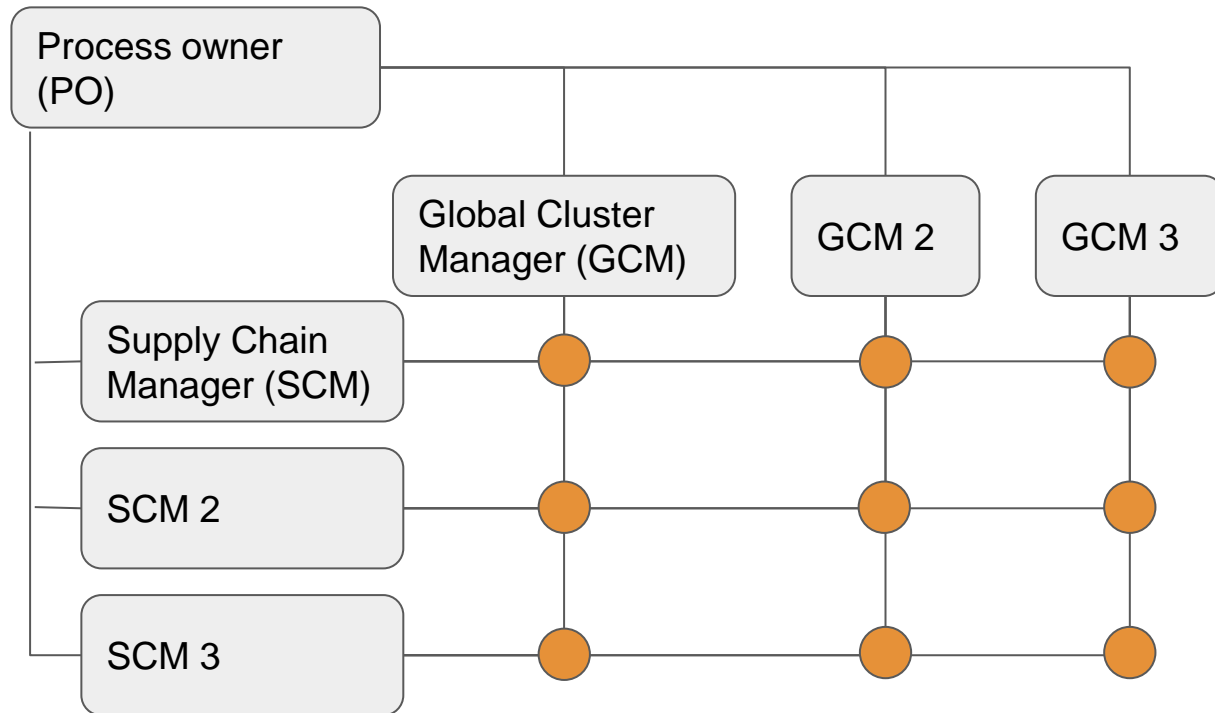 Process owner
(PO)
Global Cluster
Manager (GCM)
GCM 2
GCM 3
Supply Chain
Manager (SCM)
SCM 2
SCM 3